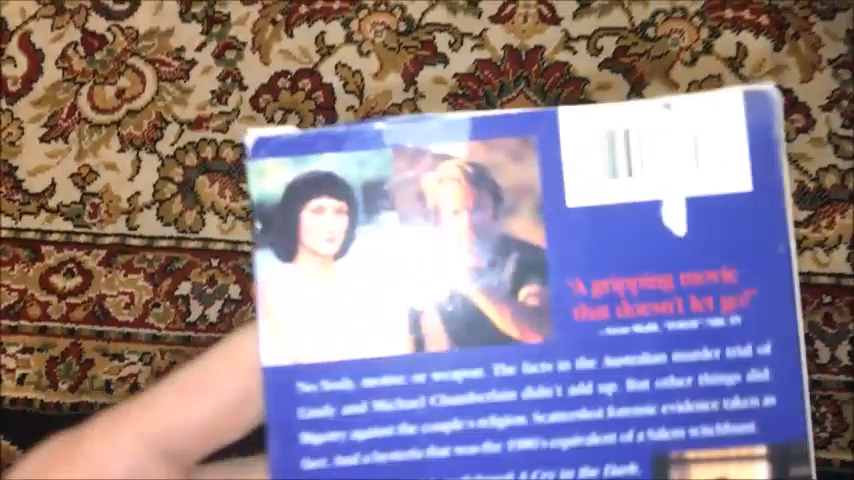 "A gripping movie
that doesn't let go!"
No body, motive, or weapon. The facts in the Australian murder trial of
Lindy and Michael Chamberlain didn't add up. But other things did.
Bigotry against the couple's religion. Scattershot forensic evidence taken as
fact. And a hysteria that was the 1980's equivalent of a Salem witchhunt.
A Cry in the Dark,